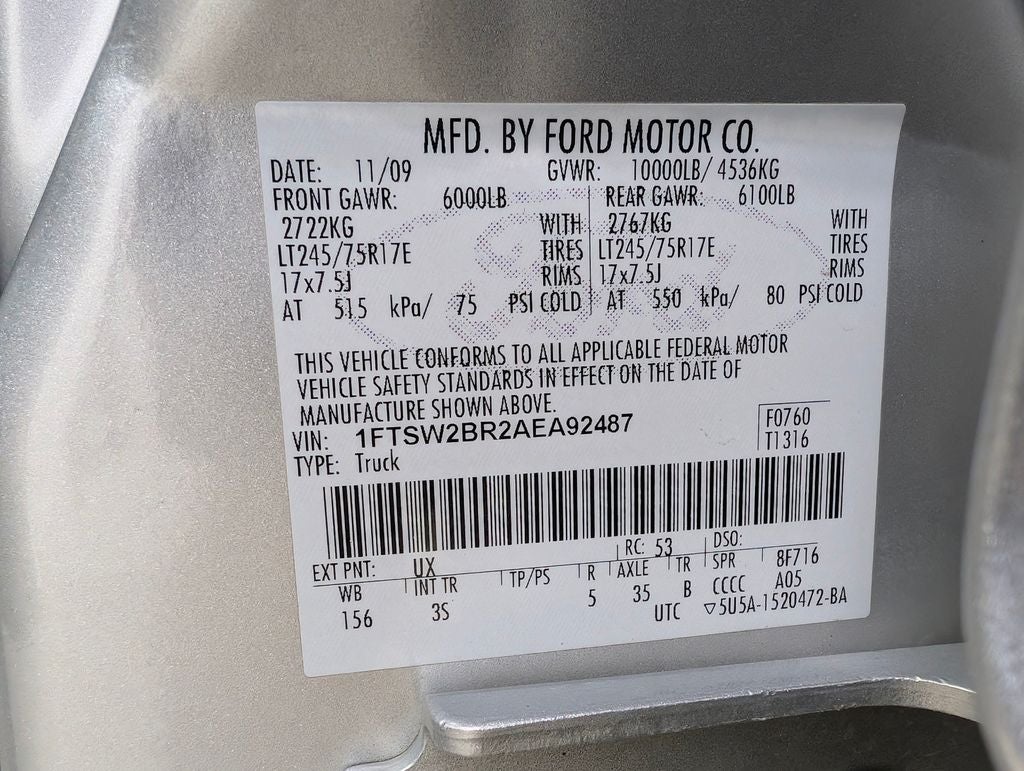 MFD. BY FORD MOTOR CO.
DATE: 11/09 GVWR: 10000LB/ 4536KG
FRONT GAWR: 6000LB REAR GAWR: 6100LB
2722KG WITH 2767KG WITH
LT245/75R17E TIRES LT245/75R17E TIRES
17x7.5J RIMS 17x7.5J RIMS
AT 515 kPa/ 75 PSI COLD AT 550 kPa/ 80 PSI COLD
THIS VEHICLE CONFORMS TO ALL APPLICABLE FEDERAL MOTOR
VEHICLE SAFETY STANDARDS IN EFFECT ON THE DATE OF
MANUFACTURE SHOWN ABOVE.
VIN: 1FTSW2BR2AEA92487 F0760
TYPE: Truck T1316
EXT PNT: UX RC: 53 DSO:
WB INT TR TP/PS R AXLE TR SPR 8F716
156 3S 5 35 B CCCC A05
UTC ▽5U5A-1520472-BA